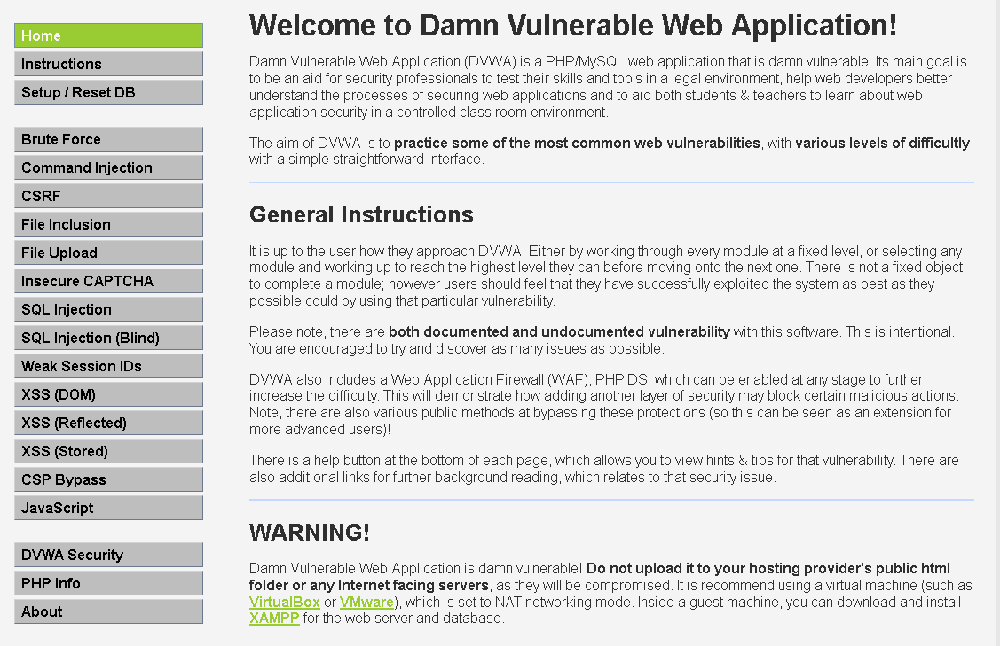 Home
Instructions
Setup / Reset DB
Brute Force
Command Injection
CSRF
File Inclusion
File Upload
Insecure CAPTCHA
SQL Injection
SQL Injection (Blind)
Weak Session IDs
XSS (DOM)
XSS (Reflected)
XSS (Stored)
CSP Bypass
JavaScript
DVWA Security
PHP Info
About
Welcome to Damn Vulnerable Web Application!
Damn Vulnerable Web Application (DVWA) is a PHP/MySQL web application that is damn vulnerable. Its main goal is
to be an aid for security professionals to test their skills and tools in a legal environment, help web developers better
understand the processes of securing web applications and to aid both students & teachers to learn about web
application security in a controlled class room environment.
The aim of DVWA is to practice some of the most common web vulnerabilities, with various levels of difficultly,
with a simple straightforward interface.
General Instructions
It is up to the user how they approach DVWA. Either by working through every module at a fixed level, or selecting any
module and working up to reach the highest level they can before moving onto the next one. There is not a fixed object
to complete a module; however users should feel that they have successfully exploited the system as best as they
possible could by using that particular vulnerability.
Please note, there are both documented and undocumented vulnerability with this software. This is intentional.
You are encouraged to try and discover as many issues as possible.
DVWA also includes a Web Application Firewall (WAF), PHPIDS, which can be enabled at any stage to further
increase the difficulty. This will demonstrate how adding another layer of security may block certain malicious actions.
Note, there are also various public methods at bypassing these protections (so this can be seen as an extension for
more advanced users)!
There is a help button at the bottom of each page, which allows you to view hints & tips for that vulnerability. There are
also additional links for further background reading, which relates to that security issue.
WARNING!
Damn Vulnerable Web Application is damn vulnerable! Do not upload it to your hosting provider's public html
folder or any Internet facing servers, as they will be compromised. It is recommend using a virtual machine (such as
VirtualBox or VMware), which is set to NAT networking mode. Inside a guest machine, you can download and install
XAMPP for the web server and database.